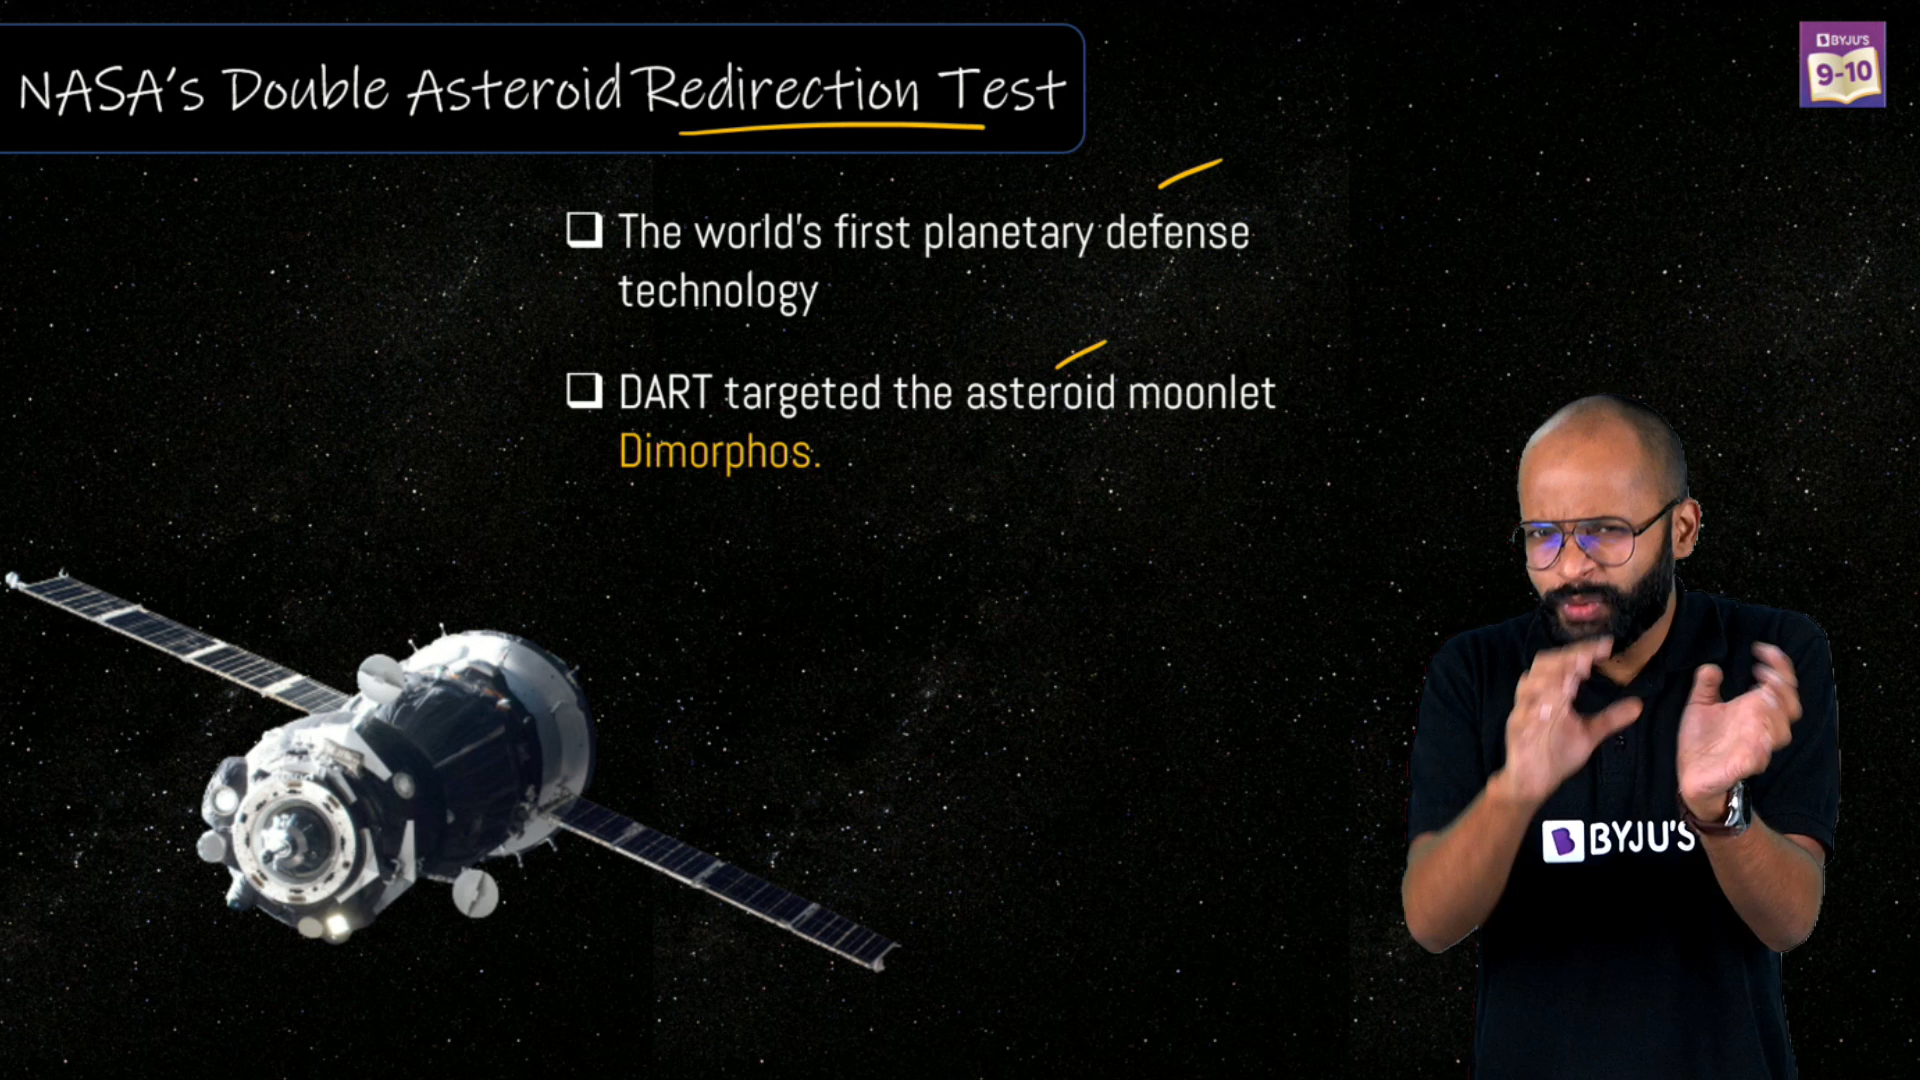 NASA's Double Asteroid Redirection Test
BYJU'S
9-10
The world's first planetary defense
technology
DART targeted the asteroid moonlet
Dimorphos.
BYJU'S